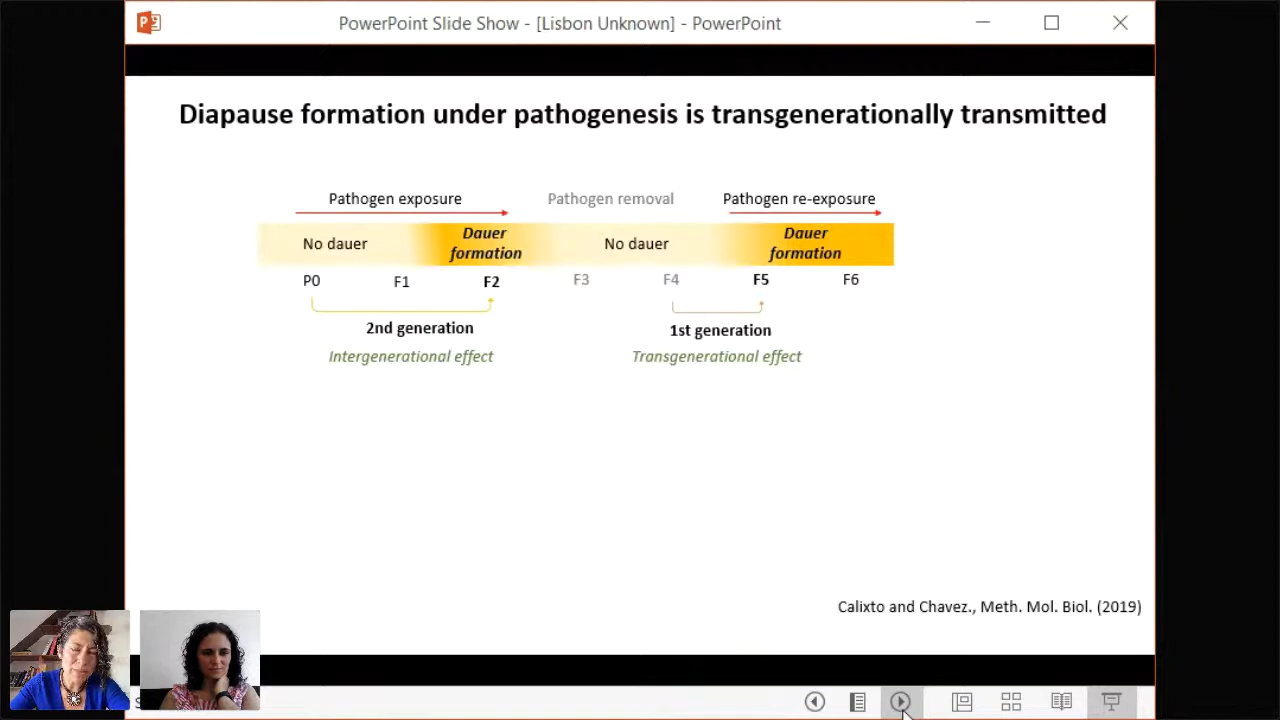 PowerPoint Slide Show - [Lisbon Unknown] - PowerPoint
Diapause formation under pathogenesis is transgenerationally transmitted
Pathogen exposure
Pathogen removal
Pathogen re-exposure
No dauer
Dauer
formation
No dauer
Dauer
formation
P0
F1
F2
F3
F4
F5
F6
2nd generation
1st generation
Intergenerational effect
Transgenerational effect
Calixto and Chavez., Meth. Mol. Biol. (2019)